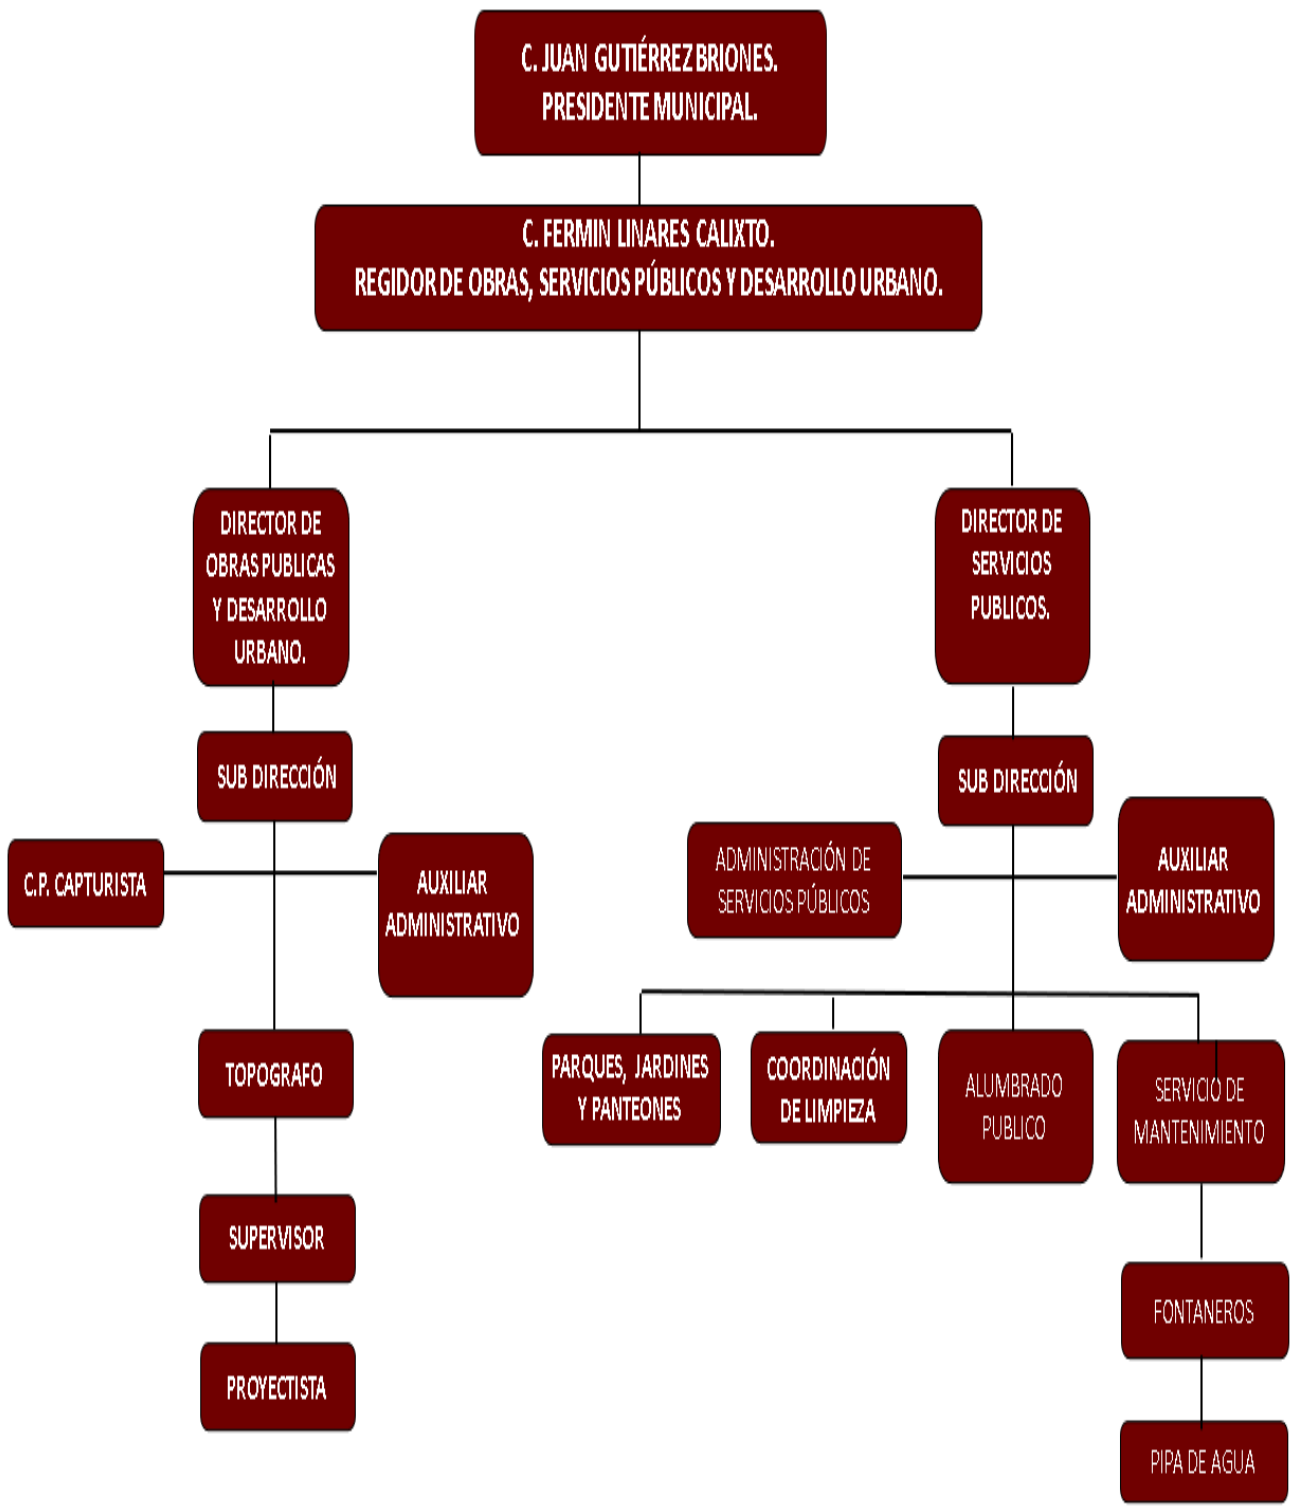 C. JUAN GUTIÉRREZ BRIONES.
PRESIDENTE MUNICIPAL.
C. FERMIN LINARES CALIXTO.
REGIDOR DE OBRAS, SERVICIOS PÚBLICOS Y DESARROLLO URBANO.
DIRECTOR DE
OBRAS PUBLICAS
Y DESARROLLO
URBANO.
DIRECTOR DE
SERVICIOS
PUBLICOS.
SUB DIRECCIÓN
SUB DIRECCIÓN
C.P. CAPTURISTA
AUXILIAR
ADMINISTRATIVO
ADMINISTRACIÓN DE
SERVICIOS PÚBLICOS
AUXILIAR
ADMINISTRATIVO
TOPOGRAFO
PARQUES, JARDINES
Y PANTEONES
COORDINACIÓN
DE LIMPIEZA
ALUMBRADO
PUBLICO
SERVICIO DE
MANTENIMIENTO
SUPERVISOR
FONTANEROS
PROYECTISTA
PIPA DE AGUA